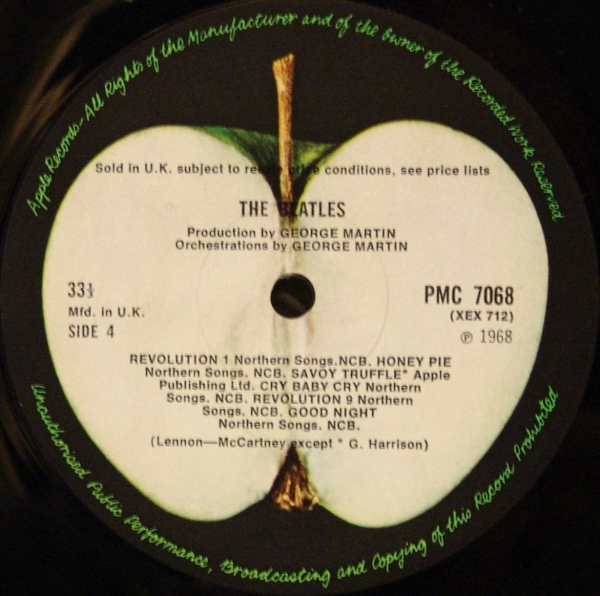 Apple Records-All Rights of the Manufacturer and of the Owner of the Recorded Work Reserved
Sold in U.K. subject to resale price conditions, see price lists
THE BEATLES
Production by GEORGE MARTIN
Orchestrations by GEORGE MARTIN
33⅓
Mfd. in U.K.
SIDE 4
PMC 7068
(XEX 712)
℗ 1968
REVOLUTION 1 Northern Songs.NCB. HONEY PIE
Northern Songs. NCB. SAVOY TRUFFLE* Apple
Publishing Ltd. CRY BABY CRY Northern
Songs. NCB. REVOLUTION 9 Northern
Songs. NCB. GOOD NIGHT
Northern Songs. NCB.
(Lennon—McCartney except * G. Harrison)
Unauthorised Public Performance, Broadcasting and Copying of this Record Prohibited